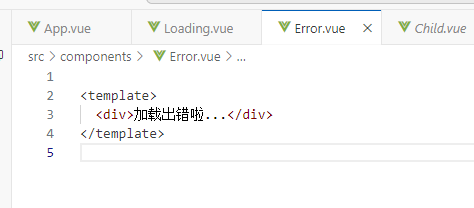 App.vue Loading.vue Error.vue × Child.vue
src > components > Error.vue > ...
1
2 <template>
3 <div>加载出错啦...</div>
4 </template>
5